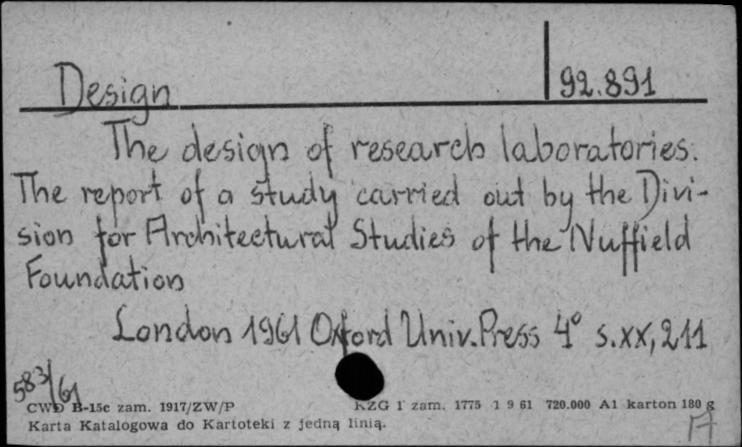 Design 92.891
The design of research laboratories.
The report of a study carried out by the Divi-
sion for Architectural Studies of the Nuffield
Foundation
London 1961 Oxford Univ. Press 4° s.xx, 211
583/61
CWD B-15c zam. 1917/ZW/P KZG 1 zam. 1775 1 9 61 720.000 A1 karton 180 g
Karta Katalogowa do Kartoteki z jedną linią.